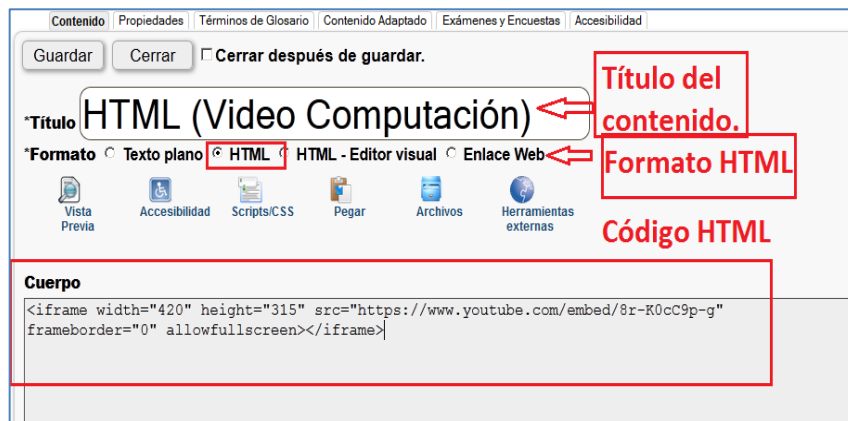 Contenido Propiedades Términos de Glosario Contenido Adaptado Exámenes y Encuestas Accesibilidad
Guardar Cerrar Cerrar después de guardar.
Título del
contenido.
*Título HTML (Video Computación)
*Formato Texto plano HTML HTML - Editor visual Enlace Web
Formato HTML
Vista
Previa
Accesibilidad
Scripts/CSS
Pegar
Archivos
Herramientas
externas
Código HTML
Cuerpo
<iframe width="420" height="315" src="https://www.youtube.com/embed/8r-K0cC9p-g"
frameborder="0" allowfullscreen></iframe>